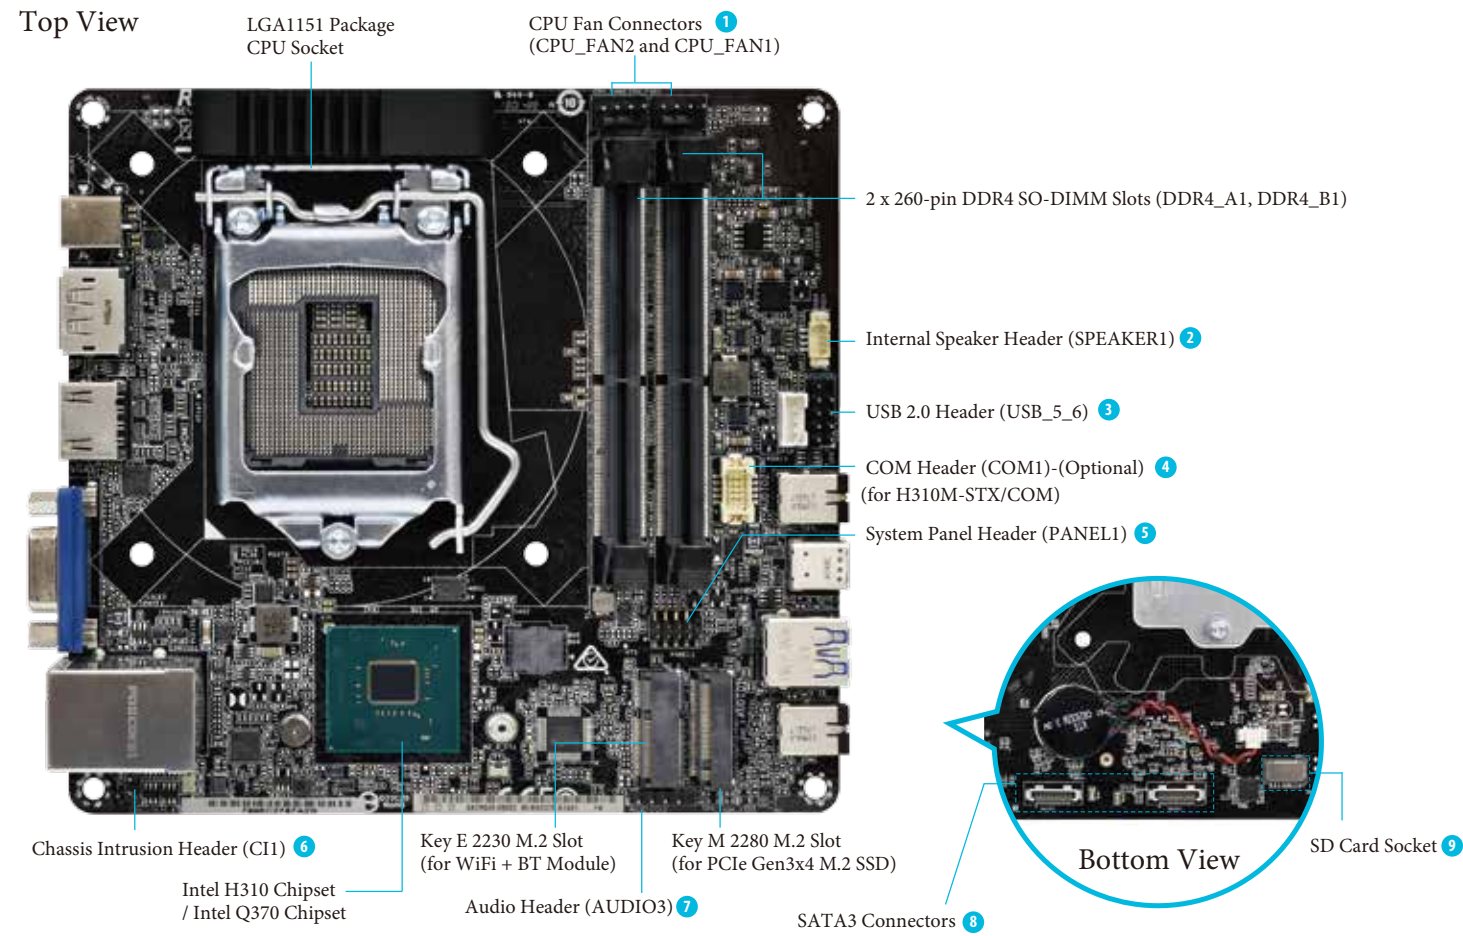 Top View
LGA1151 Package
CPU Socket
CPU Fan Connectors 1
(CPU_FAN2 and CPU_FAN1)
2 x 260-pin DDR4 SO-DIMM Slots (DDR4_A1, DDR4_B1)
Internal Speaker Header (SPEAKER1) 2
USB 2.0 Header (USB_5_6) 3
COM Header (COM1)-(Optional) 4
(for H310M-STX/COM)
System Panel Header (PANEL1) 5
Chassis Intrusion Header (CI1) 6
Intel H310 Chipset
/ Intel Q370 Chipset
Key E 2230 M.2 Slot
(for WiFi + BT Module)
Key M 2280 M.2 Slot
(for PCIe Gen3x4 M.2 SSD)
Audio Header (AUDIO3) 7
Bottom View
SATA3 Connectors 8
SD Card Socket 9